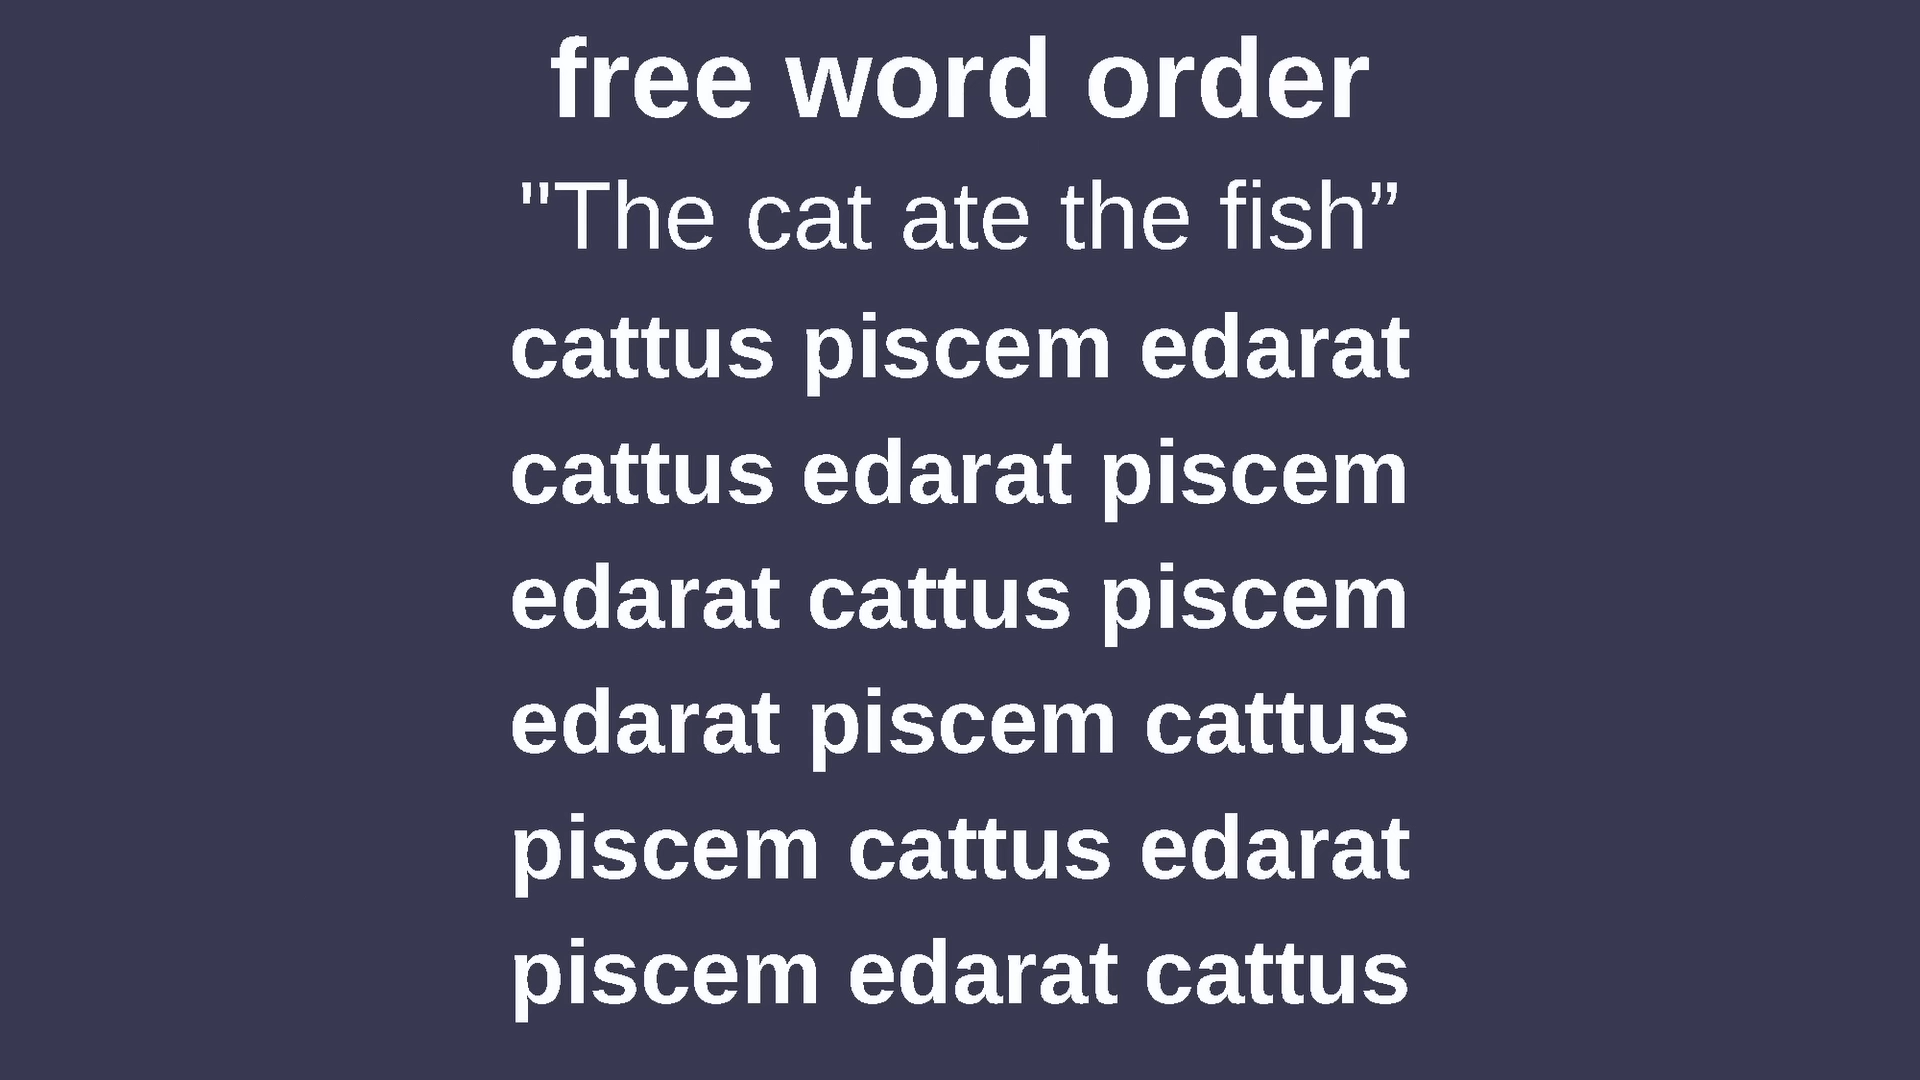 free word order
"The cat ate the fish”
cattus piscem edarat
cattus edarat piscem
edarat cattus piscem
edarat piscem cattus
piscem cattus edarat
piscem edarat cattus